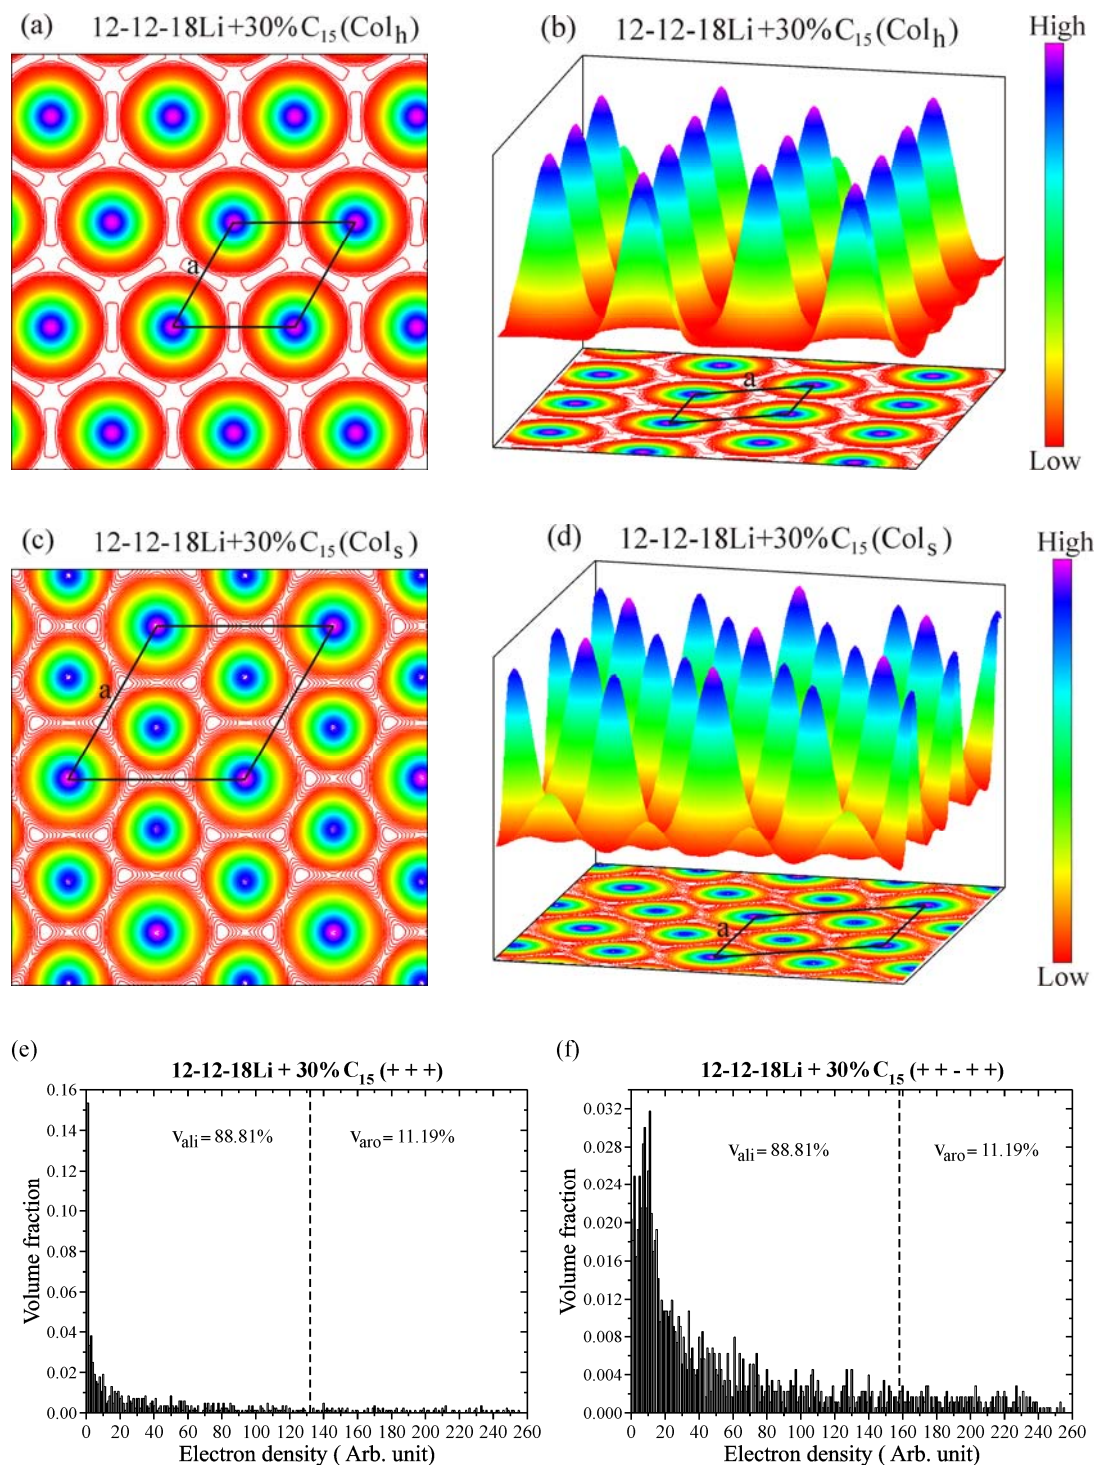 (a) 12-12-18Li+30%C₁₅(Colₕ)
(b) 12-12-18Li+30%C₁₅(Colₕ)
High
a
a
Low
(c) 12-12-18Li+30%C₁₅(Colₛ)
(d) 12-12-18Li+30%C₁₅(Colₛ)
High
a
a
Low
(e)
12-12-18Li + 30% C₁₅ (+ + +)
0.16
0.14
0.12
0.10
0.08
0.06
0.04
0.02
0.00
Volume fraction
vₐₗᵢ = 88.81%
vₐᵣₒ = 11.19%
0 20 40 60 80 100 120 140 160 180 200 220 240 260
Electron density ( Arb. unit)
(f)
12-12-18Li + 30% C₁₅ (+ + - + +)
0.032
0.028
0.024
0.020
0.016
0.012
0.008
0.004
0.000
Volume fraction
vₐₗᵢ = 88.81%
vₐᵣₒ = 11.19%
0 20 40 60 80 100 120 140 160 180 200 220 240 260
Electron density ( Arb. unit)